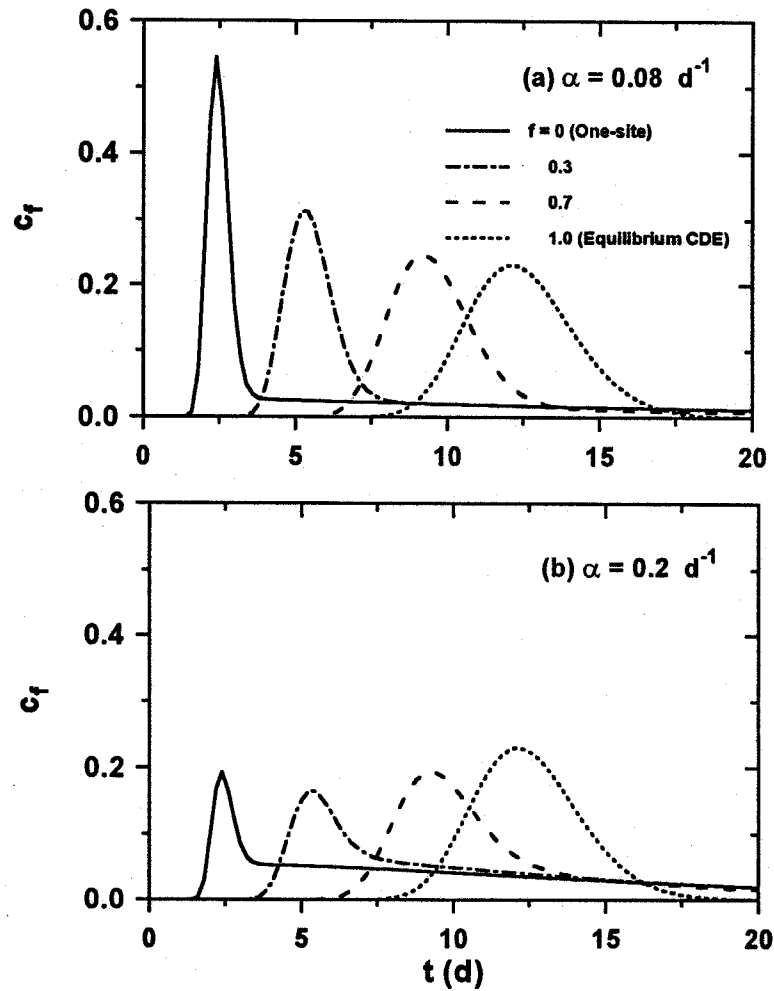 0.6
(a) α = 0.08 d⁻¹
f = 0 (One-site)
0.3
0.7
1.0 (Equilibrium CDE)
0.4
0.2
0.0
c_f
0 5 10 15 20
0.6
(b) α = 0.2 d⁻¹
0.4
0.2
0.0
c_f
0 5 10 15 20
t (d)